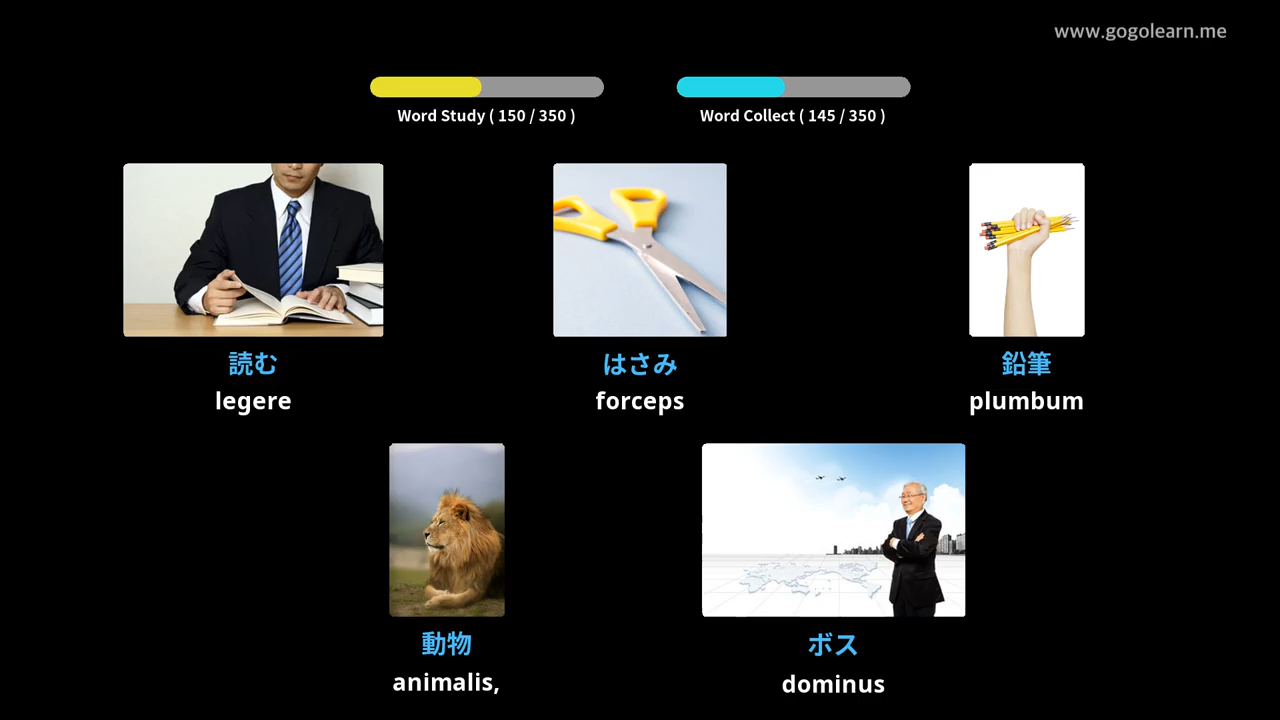 www.gogolearn.me
Word Study ( 150 / 350 )
Word Collect ( 145 / 350 )
読む
legere
はさみ
forceps
鉛筆
plumbum
動物
animalis,
ボス
dominus